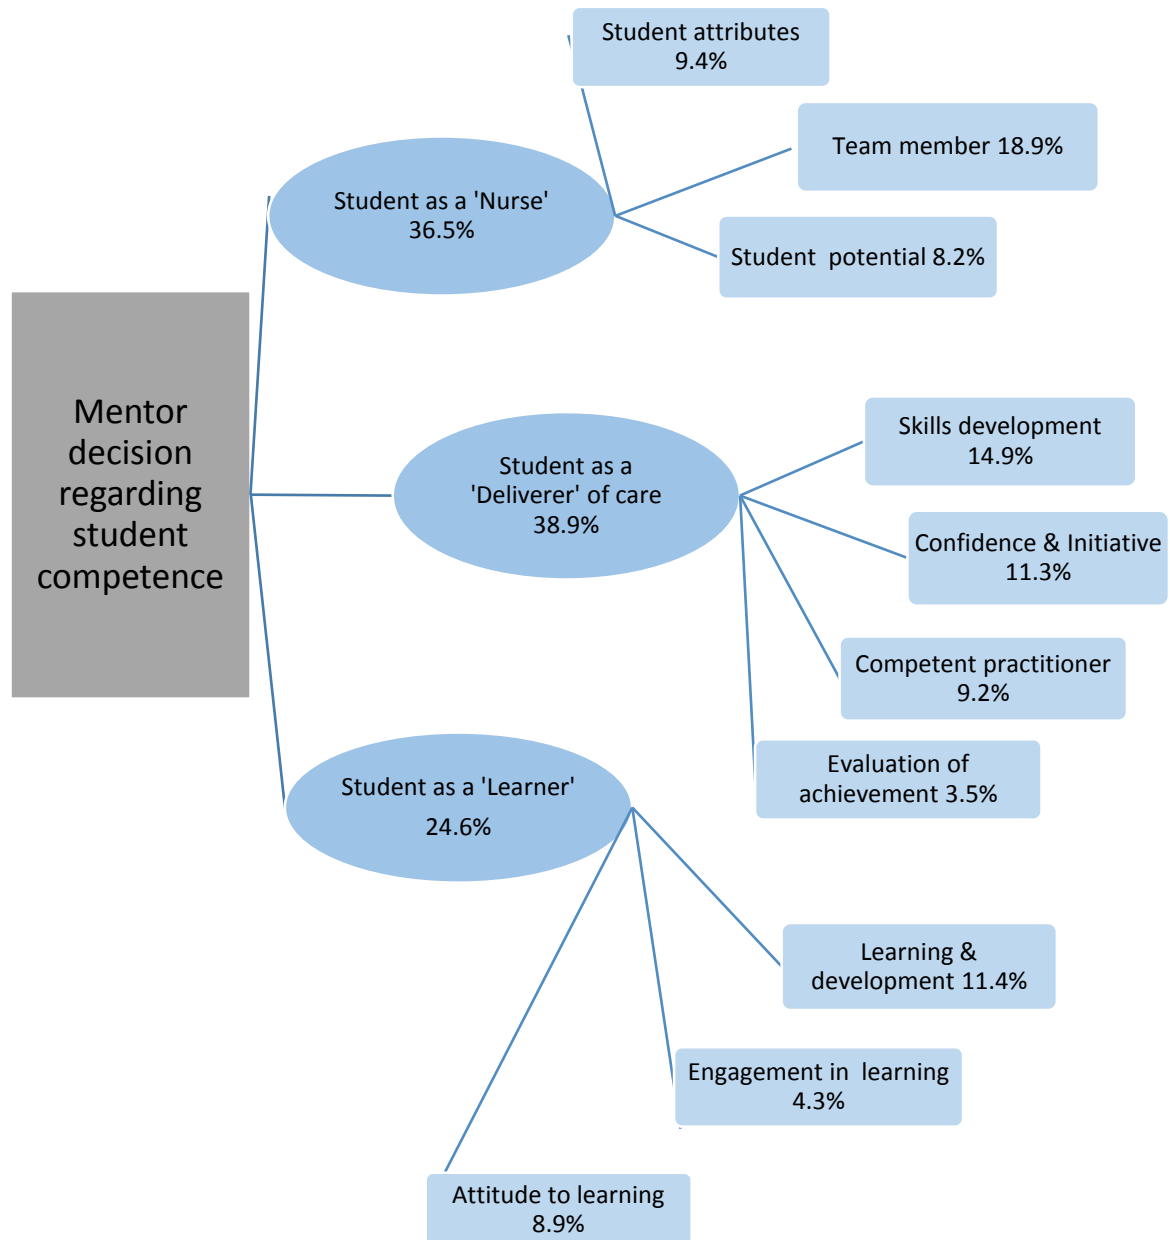 Student attributes
9.4%
Team member 18.9%
Student as a 'Nurse'
36.5%
Student potential 8.2%
Mentor
decision
regarding
student
competence
Skills development
14.9%
Student as a
'Deliverer' of care
38.9%
Confidence & Initiative
11.3%
Competent practitioner
9.2%
Evaluation of
achievement 3.5%
Student as a 'Learner'
24.6%
Learning &
development 11.4%
Engagement in learning
4.3%
Attitude to learning
8.9%